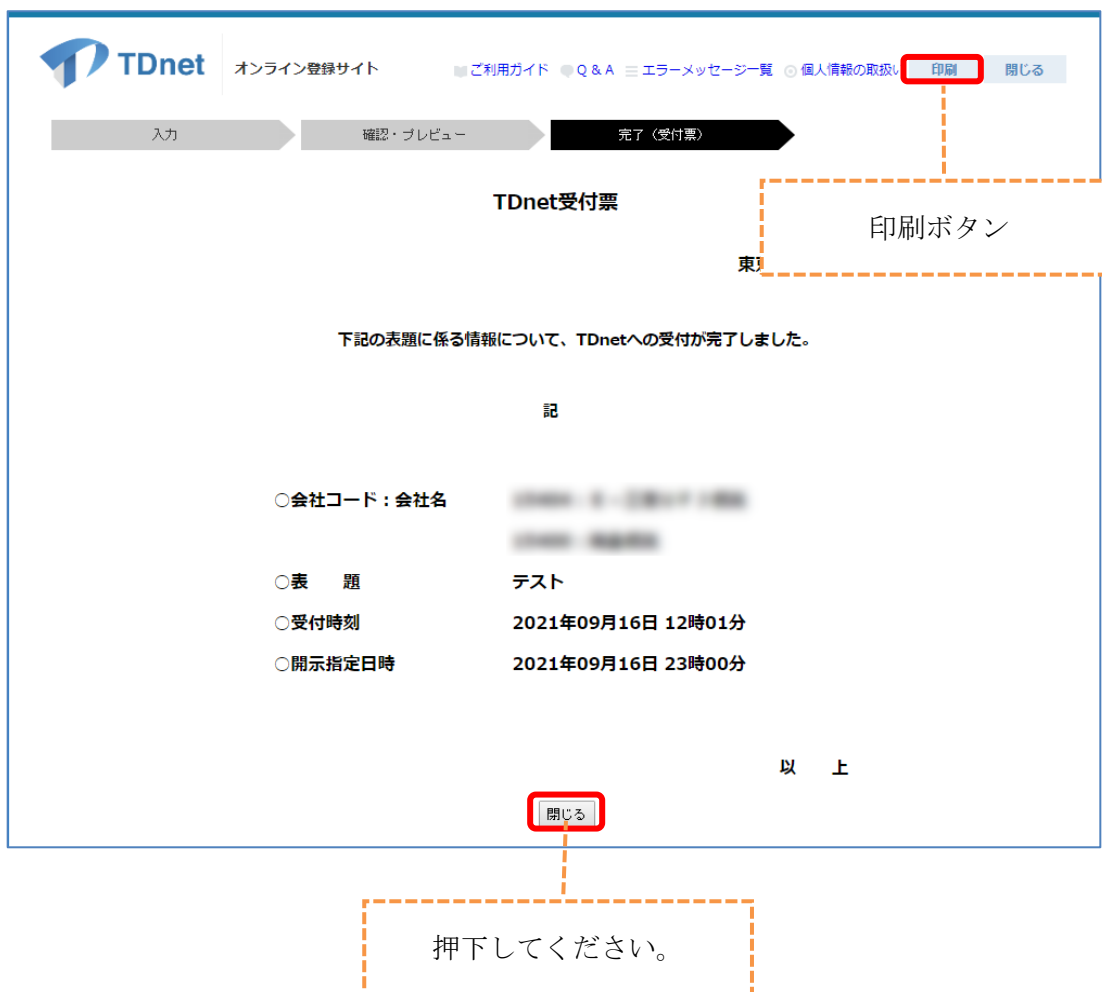 TDnet オンライン登録サイト ご利用ガイド Q & A エラーメッセージ一覧 個人情報の取扱い 印刷 閉じる
入力 確認・プレビュー 完了（受付票）
TDnet受付票
印刷ボタン
東
下記の表題に係る情報について、TDnetへの受付が完了しました。
記
○会社コード：会社名
○表　題 テスト
○受付時刻 2021年09月16日 12時01分
○開示指定日時 2021年09月16日 23時00分
以　上
閉じる
押下してください。